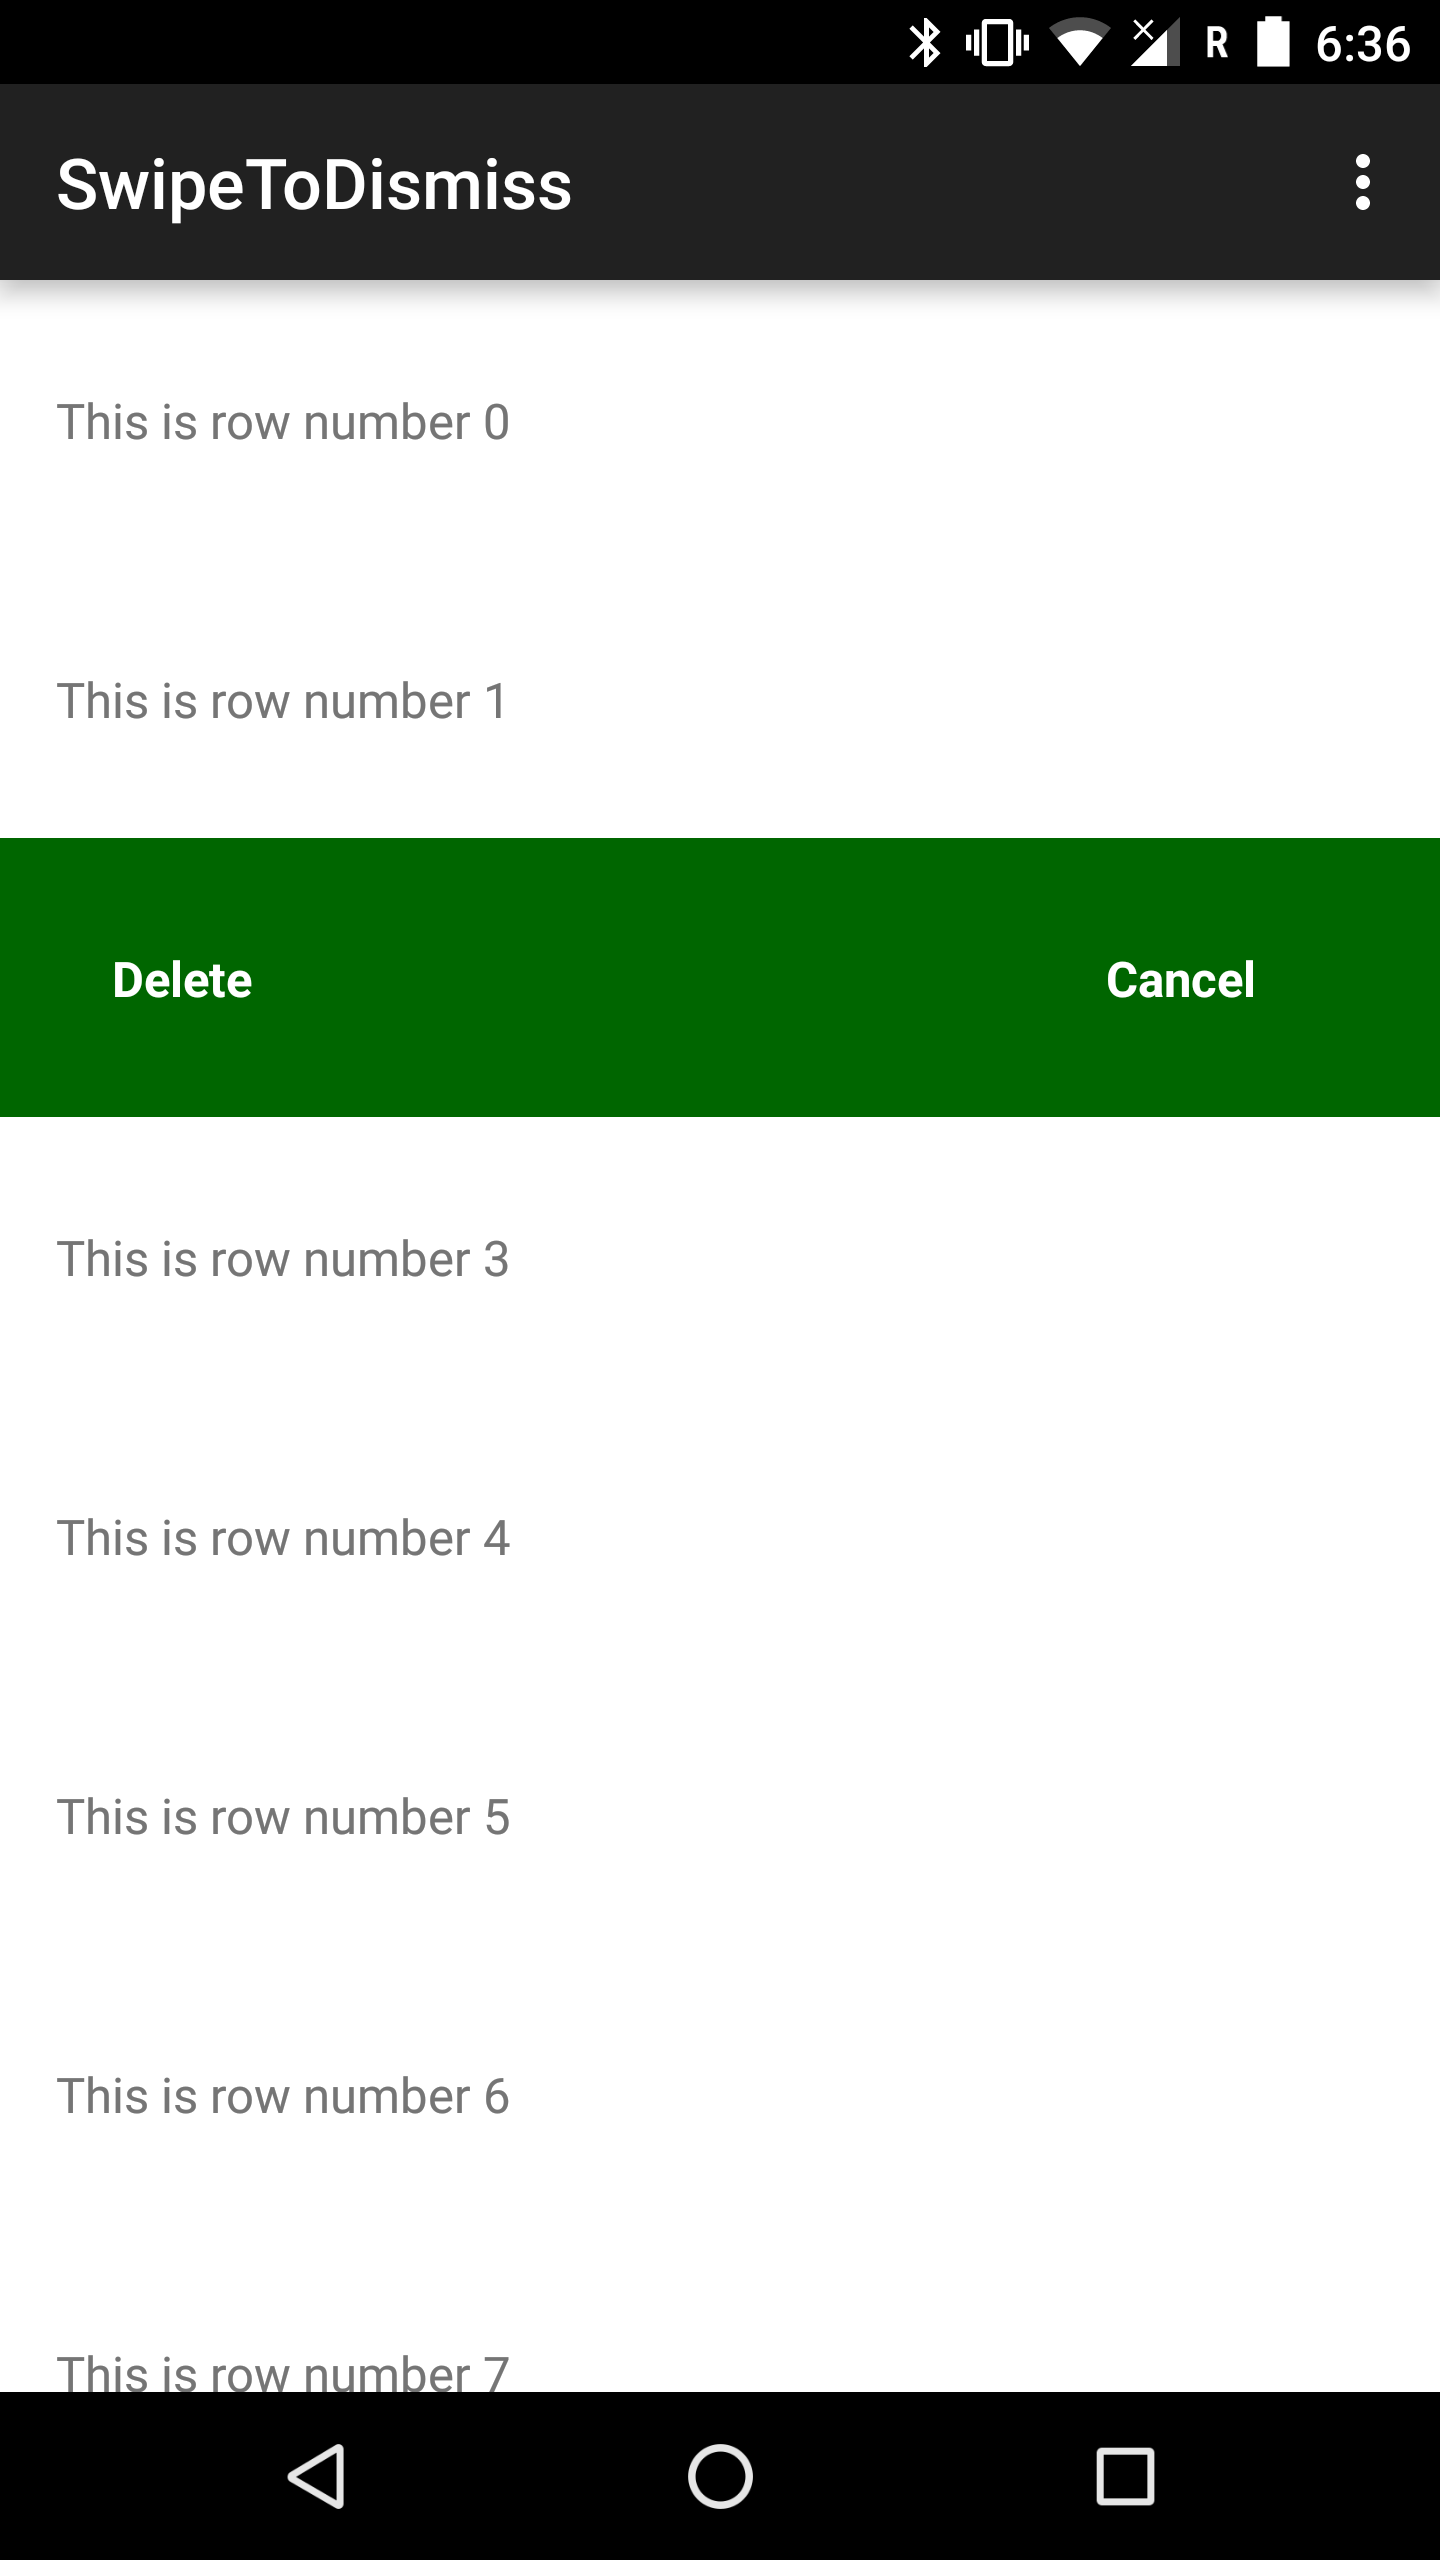 R 6:36
SwipeToDismiss
This is row number 0
This is row number 1
Delete Cancel
This is row number 3
This is row number 4
This is row number 5
This is row number 6
This is row number 7